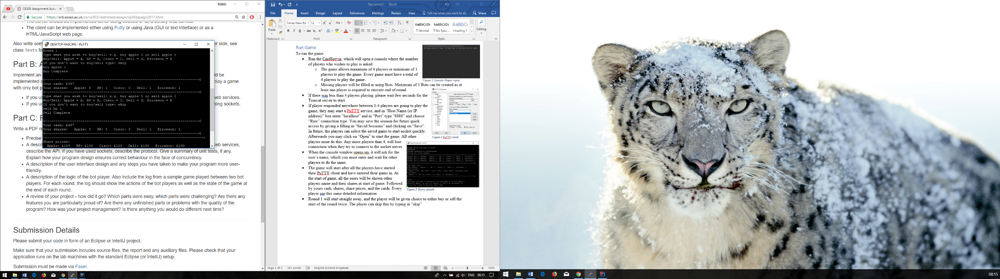 CE303 Assignment Autu
Secure | https://orb.essex.ac.uk/ce/ce303/restricted/assign/ce303assign2017.html
The server should be implemented either using sockets or as a Jersey web service
The client can be implemented either using Putty or using Java (GUI or text interface) or as a
HTML/JavaScript web page.
Also write som
er side, see
class Tests fo
Part B: A
Implement an
ld be
implemented a
play a game
with only bot p
If you us
web services.
If you us
sing sockets.
Part C: F
Write a PDF re
Precise
A descri
web services,
describe the API. If you have used sockets, describe the protocol. Give a summary of unit tests, if any.
Explain how your program design ensures correct behaviour in the face of concurrency.
A description of the user interface design and any steps you have taken to make your program more user-
friendly.
A description of the logic of the bot player. Also include the log from a sample game played between two bot
players. For each round, the log should show the actions of the bot players as well as the state of the game at
the end of each round.
A review of your project - how did it go? Which parts were easy, which parts were challenging? Are there any
features you are particularly proud of? Are there any unfinished parts or problems with the quality of the
program? How was your project management? Is there anything you would do different next time?
Submission Details
Please submit your code in form of an Eclipse or IntelliJ project.
Make sure that your submission includes source files, the report and any auxiliary files. Please check that your
application runs on the lab machines with the standard Eclipse (or IntelliJ) setup.
Submission must be made via Faser.
DESKTOP-FA6CJPG - PuTTY
Round 1
Type what you wish to buy/sell: e.g. buy apple 5 or sell apple 5
Buy/Sell: Apple = A, BP = B, Cisco = C, Dell = D, Ericsson = E
If you don't want to buy/sell type: skip
buy apple 1
Buy Complete
Your cash: £397
Your shares: Apple: 8 BP: 1 Cisco: 0 Dell: 1 Ericsson: 1
Type what you wish to buy/sell: e.g. buy apple 5 or sell apple 5
Buy/Sell: Apple = A, BP = B, Cisco = C, Dell = D, Ericsson = E
If you don't want to buy/sell type: skip
sell bp 1
Sell Complete
Your cash: £497
Your shares: Apple: 8 BP: 0 Cisco: 0 Dell: 1 Ericsson: 1
Share prices:
Apple: £100 BP: £100 Cisco: £100 Dell: £100 Ericsson: £100
Document1 - Word
N J
File Home Insert Design Layout References Mailings Review View Tell me what you want to do Share
Paste
Times New Ro 12
AaBbCcDc AaBbCcDc AaBbCc
¶ Normal ¶ No Spac... Heading 1
Editing
Clipboard Font Paragraph Styles
Run Game
To run the game:
Run the CardServer, which will open a console where the number
of players who wishes to play is asked
The game allows maximum of 4 players or minimum of 1
players to play the game. Every game must have a total of
4 players to play the game.
Figure 1 Console Player input
Missing players will be filled in using Bots. Maximum of 3 Bots can be created as at
least one player is required to execute end of round.
If there was less than 4 players playing, please wait few seconds for the
Tomcat server to start.
If player responded anywhere between 1-4 players are going to play the
game, they may start a PuTTY service, and in “Host Name (or IP
address)” box enter “localhost” and in “Port” type “8888” and choose
“Raw” connection type. You may save the session for future quick
access by giving a filling in “Saved Sessions” and clicking on “Save”.
In future, the players can select the saved game to start socket quickly.
Afterwards you may click on “Open” to start the game. All other
players must do this. Any more players than 4, will lose
connection when they try to connect to the socket server.
Figure 2 PuTTY client
When the console window opens up, it will ask for the
user’s name, which you must enter and wait for other
players to do the same.
The game will start after all the players have started
their PuTTY client and have entered their game in. At
the start of game, all the users will be shown other
players name and their shares at start of game. Followed
by yours cash, shares, share prices, and the cards. Every
player see this same detailed information.
Figure 3 Game details
Round 1 will start straight away, and the player will be given choice to either buy or sell the
start of the round twice. The player can skip this by typing in “skip”
Page 2 of 2 341 words English (United Kingdom) 100%
ENG 08:15
08:15